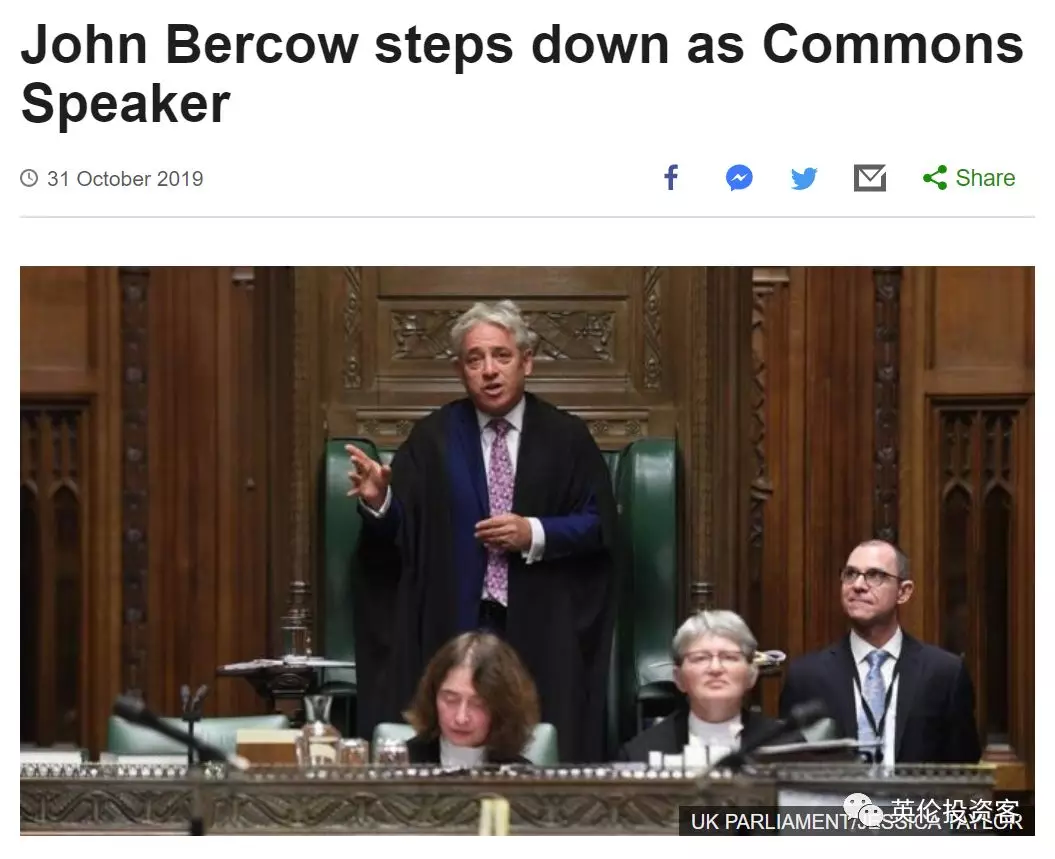 John Bercow steps down as Commons
Speaker
31 October 2019
Share
UK PARLIAMENT/JESSICA TAYLOR
英伦投资客